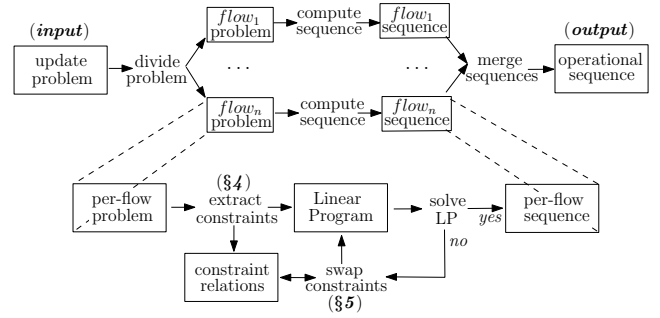 (input)
update
problem
divide
problem
flow1
problem
compute
sequence
flow1
sequence
. . .
. . .
flown
problem
compute
sequence
flown
sequence
merge
sequences
(output)
operational
sequence
per-flow
problem
(§4)
extract
constraints
Linear
Program
solve
LP
yes
no
per-flow
sequence
constraint
relations
swap
constraints
(§5)